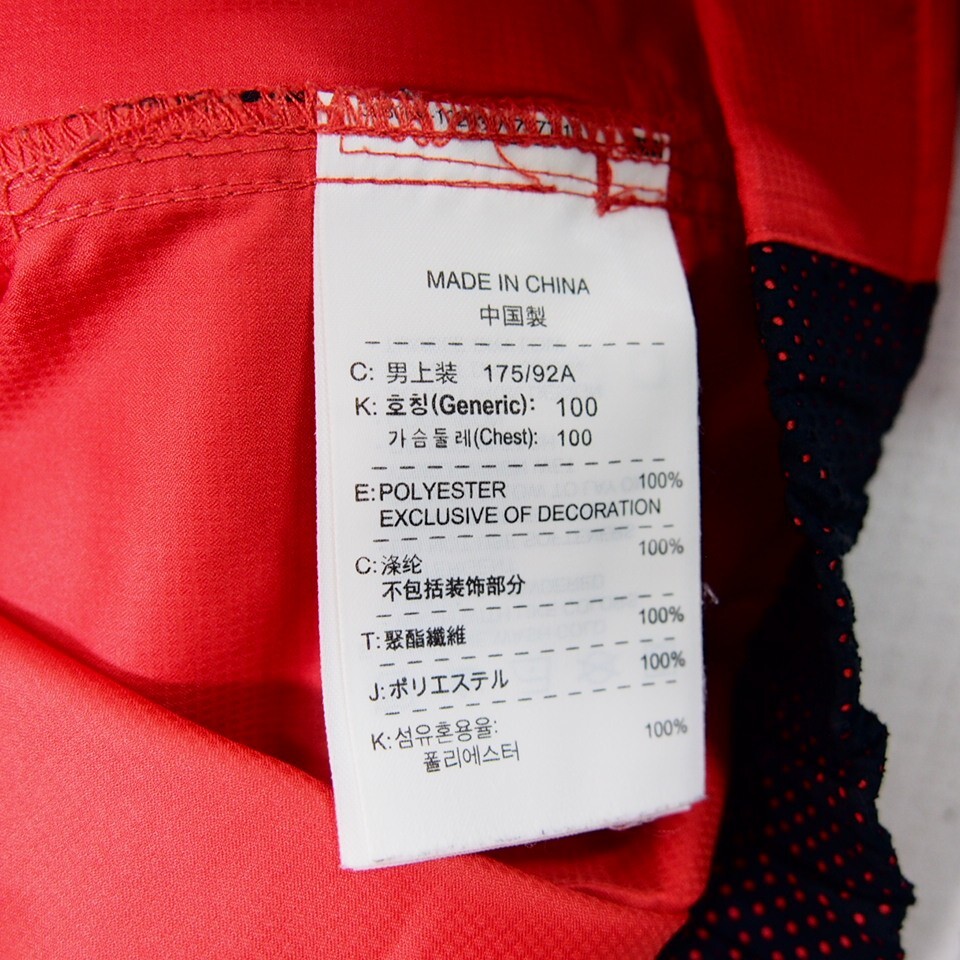 MADE IN CHINA
中国製
C: 男上装 175/92A
K: 호칭(Generic): 100
가슴둘레(Chest): 100
E:POLYESTER 100%
EXCLUSIVE OF DECORATION
C:涤纶 100%
不包括装饰部分
T:聚酯纖維 100%
J:ポリエステル 100%
K:섬유혼용율: 100%
폴리에스터